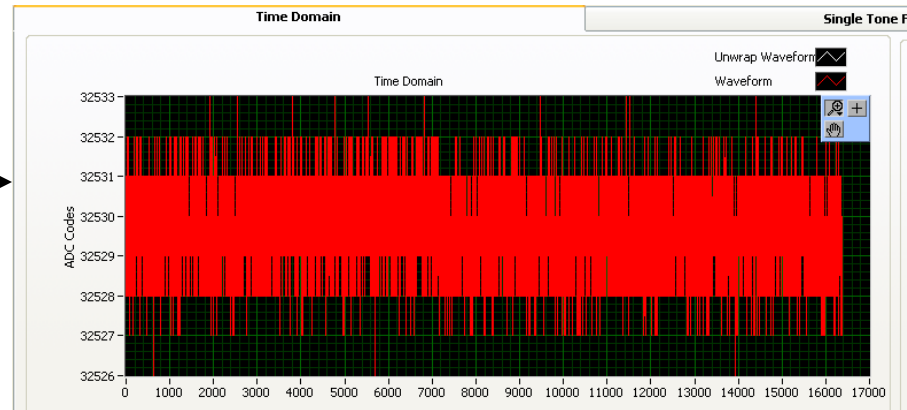 Time Domain
Single Tone F
Unwrap Waveform
Time Domain
Waveform
32533
32532
32531
32530
32529
32528
32527
32526
ADC Codes
0 1000 2000 3000 4000 5000 6000 7000 8000 9000 10000 11000 12000 13000 14000 15000 16000 17000